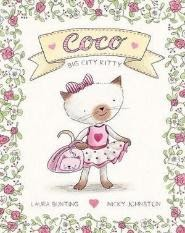 Coco
BIG CITY KITTY
LAURA BUNTING NICKY JOHNSTON